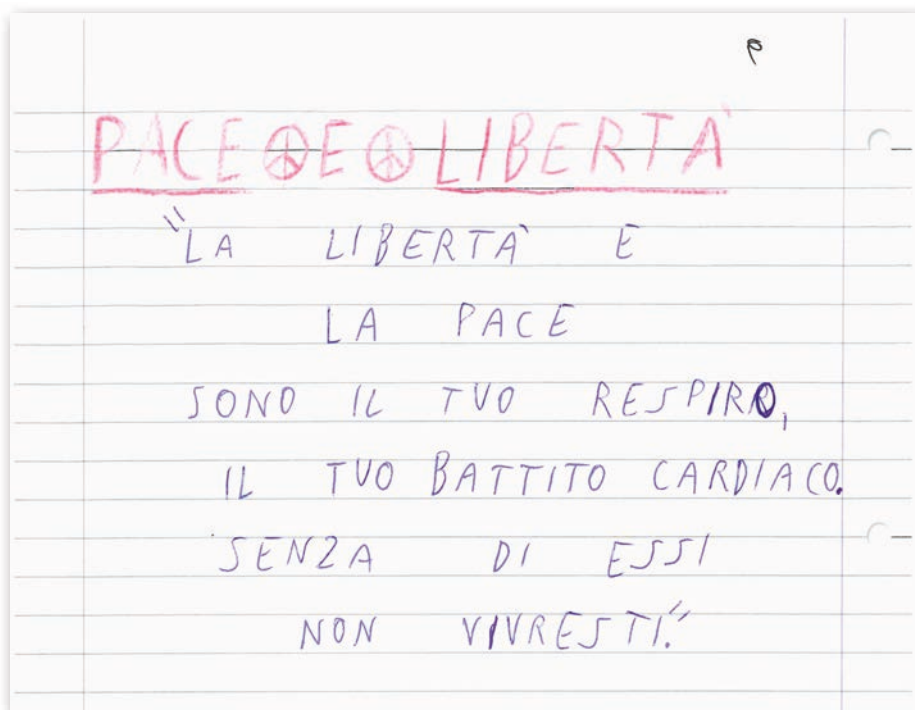 PACE ☮ E ☮ LIBERTÀ
"LA LIBERTÀ E
LA PACE
SONO IL TUO RESPIRO,
IL TUO BATTITO CARDIACO.
SENZA DI ESSI
NON VIVRESTI."